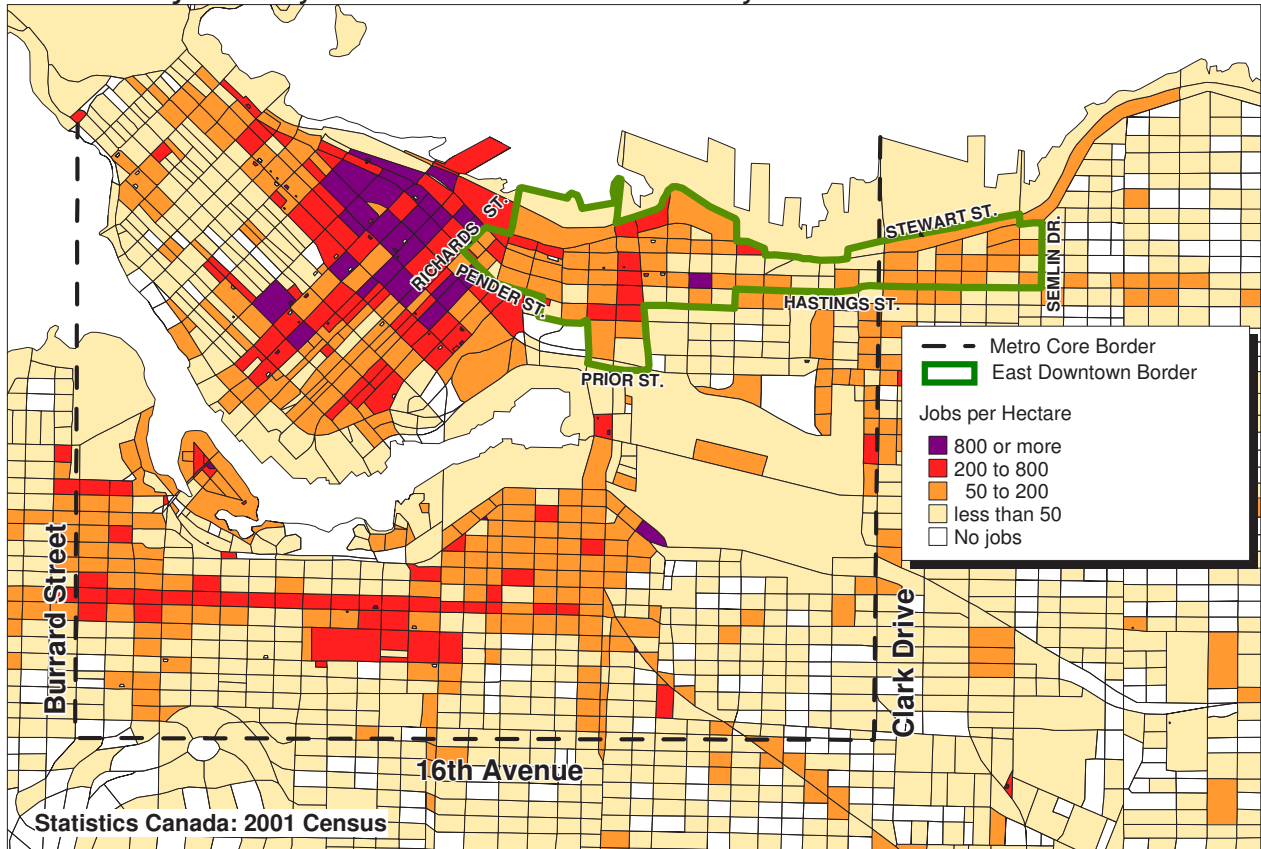 RICHARDS ST.
PENDER ST.
STEWART ST.
SEMLIN DR.
HASTINGS ST.
PRIOR ST.
Metro Core Border
East Downtown Border
Jobs per Hectare
800 or more
200 to 800
50 to 200
less than 50
No jobs
Burrard Street
Clark Drive
16th Avenue
Statistics Canada: 2001 Census